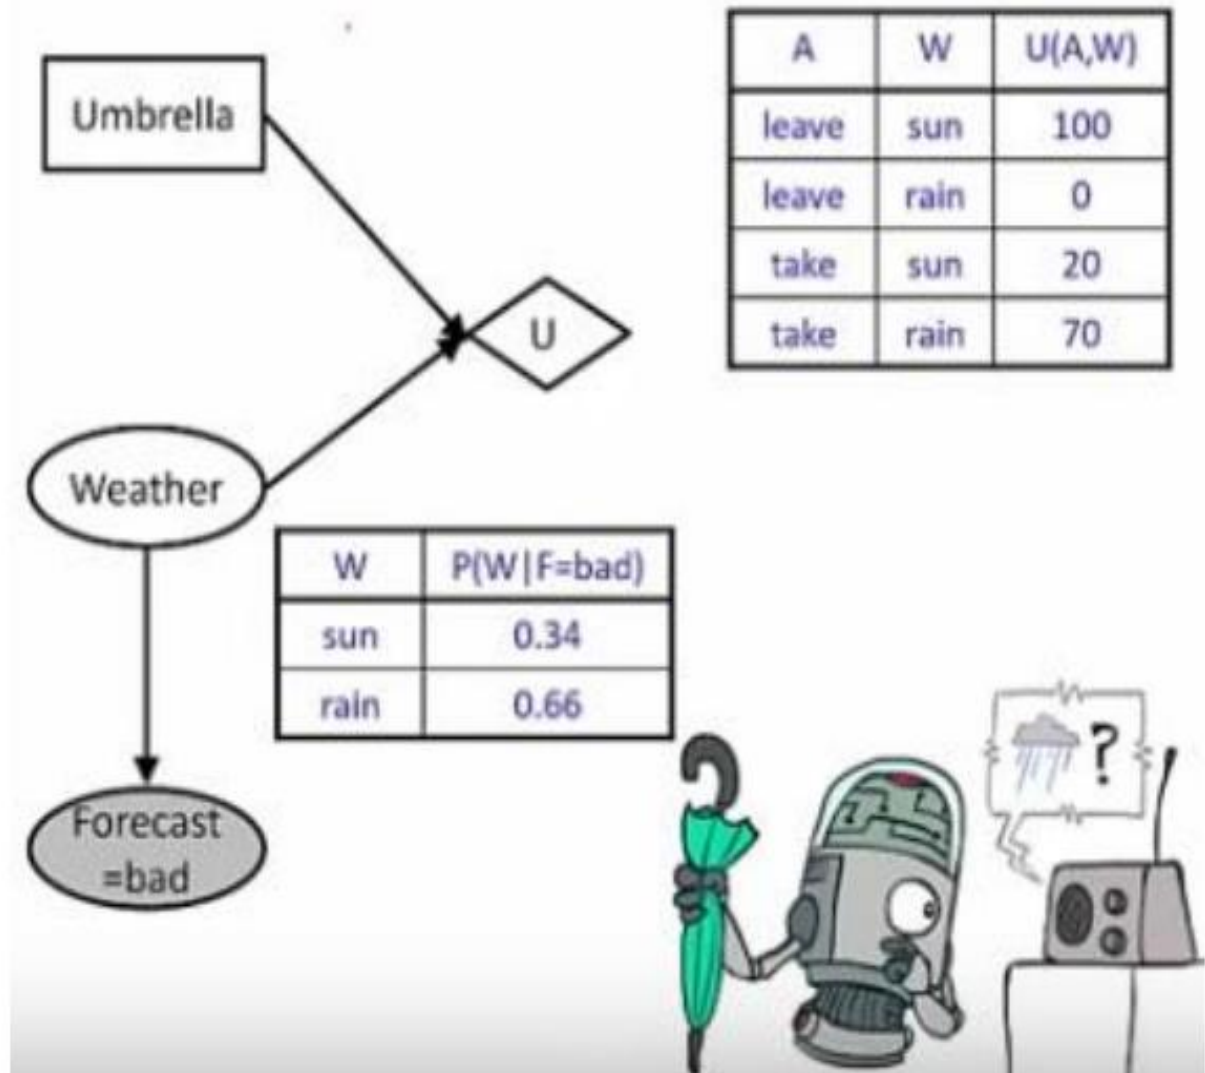 Umbrella
A W U(A,W)
leave sun 100
leave rain 0
take sun 20
take rain 70
U
Weather
W P(W|F=bad)
sun 0.34
rain 0.66
Forecast
=bad
?